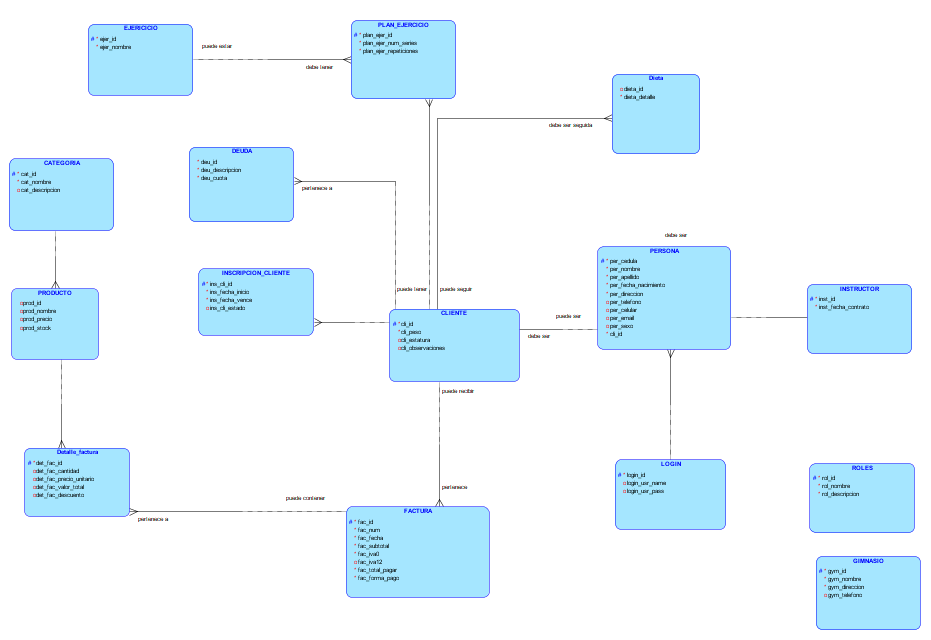 EJERICICIO
# * ejer_id
* ejer_nombre
puede estar
debe tener
PLAN_EJERCICIO
# * plan_ejer_id
* plan_ejer_num_series
* plan_ejer_repeticiones
Dieta
dieta_id
* dieta_detalle
debe ser seguida
DEUDA
* deu_id
* deu_descripcion
* deu_cuota
pertenece a
CATEGORIA
# * cat_id
* cat_nombre
cat_descripcion
debe ser
PERSONA
# * per_cedula
* per_nombre
* per_apellido
* per_fecha_nacimiento
* per_direccion
per_telefono
per_celular
per_email
per_sexo
* cli_id
INSCRIPCION_CLIENTE
# * ins_cli_id
* ins_fecha_inicio
* ins_fecha_vence
ins_cli_estado
puede tener
puede seguir
PRODUCTO
prod_id
prod_nombre
prod_precio
prod_stock
INSTRUCTOR
# * inst_id
* inst_fecha_contrato
CLIENTE
# * cli_id
* cli_peso
cli_estatura
cli_observaciones
puede ser
debe ser
puede recibir
pertenece
Detalle_factura
# * det_fac_id
det_fac_cantidad
det_fac_precio_unitario
det_fac_valor_total
det_fac_descuento
puede contener
pertenece a
FACTURA
# * fac_id
* fac_num
* fac_fecha
* fac_subtotal
* fac_iva0
fac_iva12
* fac_total_pagar
* fac_forma_pago
LOGIN
# * login_id
login_usr_name
login_usr_pass
ROLES
# * rol_id
* rol_nombre
* rol_descripcion
GIMNASIO
# * gym_id
* gym_nombre
* gym_direccion
gym_telefono